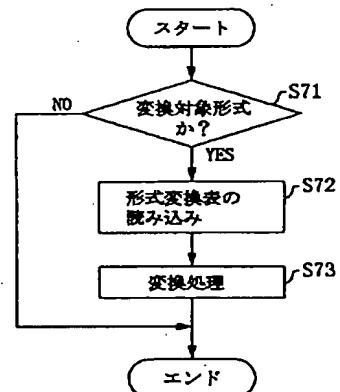 スタート
変換対象形式
か?
S71
NO
YES
形式変換表の
読み込み
S72
変換処理
S73
エンド